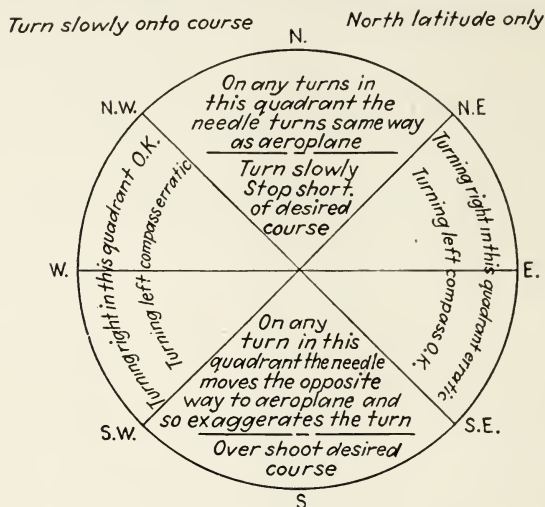 Turn slowly onto course
North latitude only
N.
N.W.
N.E
On any turns in
this quadrant the
needle turns same way
as aeroplane
Turn slowly
Stop short.
of desired
course
Turning right in this quadrant O.K.
Turning left compass erratic
Turning right in this quadrant erratic
Turning left compass O.K.
W.
E.
On any
turn in this
quadrant the needle
moves the opposite
way to aeroplane and
so exaggerates the turn
Over shoot desired
course
S.W.
S.E.
S